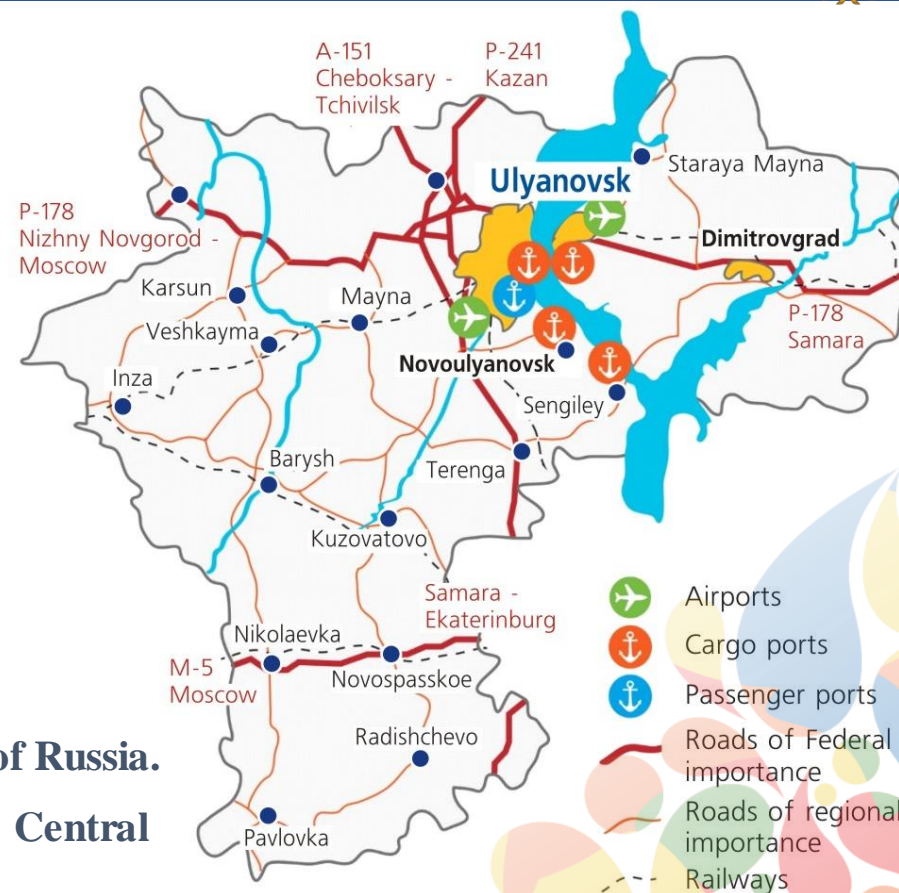 A-151
Cheboksary -
Tchivilsk
P-241
Kazan
Ulyanovsk
Staraya Mayna
P-178
Nizhny Novgorod -
Moscow
Dimitrovgrad
Karsun
Mayna
P-178
Samara
Veshkayma
Novoulyanovsk
Inza
Sengiley
Barysh
Terenga
Kuzovatovo
Samara -
Ekaterinburg
Nikolaevka
M-5
Moscow
Novospasskoe
Radishchevo
Pavlovka
Airports
Cargo ports
Passenger ports
Roads of Federal
importance
Roads of regional
importance
Railways
of Russia.
Central